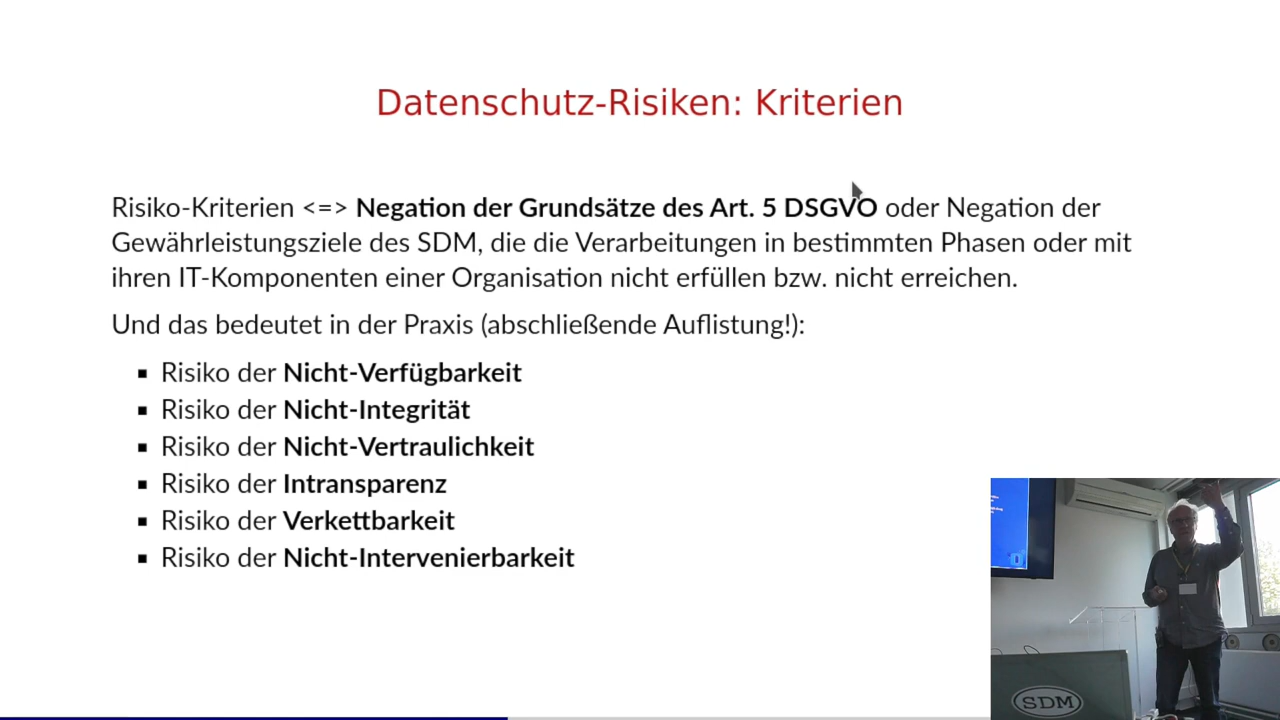 Datenschutz-Risiken: Kriterien
Risiko-Kriterien <=> Negation der Grundsätze des Art. 5 DSGVO oder Negation der
Gewährleistungsziele des SDM, die die Verarbeitungen in bestimmten Phasen oder mit
ihren IT-Komponenten einer Organisation nicht erfüllen bzw. nicht erreichen.
Und das bedeutet in der Praxis (abschließende Auflistung!):
▪ Risiko der Nicht-Verfügbarkeit
▪ Risiko der Nicht-Integrität
▪ Risiko der Nicht-Vertraulichkeit
▪ Risiko der Intransparenz
▪ Risiko der Verkettbarkeit
▪ Risiko der Nicht-Intervenierbarkeit
SDM